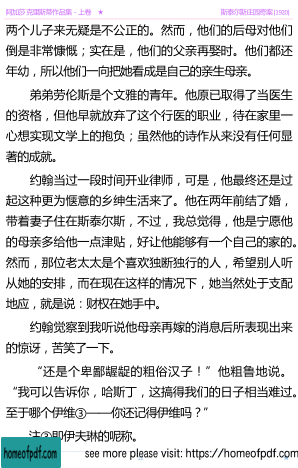 阿加莎.克里斯蒂作品集－上卷　★　斯泰尔斯庄园奇案(1920)
两个儿子来无疑是不公正的。然而，他们的后母对他们
倒是非常慷慨；实在是，他们的父亲再娶时。他们都还
年幼，所以他们一向把她看成是自己的亲生母亲。
弟弟劳伦斯是个文雅的青年。他原已取得了当医生
的资格，但他早就放弃了这个行医的职业，待在家里一
心想实现文学上的抱负；虽然他的诗作从来没有任何显
著的成就。
约翰当过一段时间开业律师，可是，他最终还是过
起这种更为惬意的乡绅生活来了。他在两年前结了婚，
带着妻子住在斯泰尔斯，不过，我总觉得，他是宁愿他
的母亲多给他一点津贴，好让他能够有一个自己的家的。
然而，那位老太太是个喜欢独断独行的人，希望别人听
从她的安排，而在现在这样的情况下，她当然处于支配
地应，就是说：财权在她手中。
约翰觉察到我听说他母亲再嫁的消息后所表现出来
的惊讶，苦笑了一下。
“还是个卑鄙龌龊的粗俗汉子！”他粗鲁地说。
“我可以告诉你，哈斯丁，这搞得我们的日子相当难过。
至于哪个伊维③——你还记得伊维吗？”
注③即伊夫琳的昵称。
homeofpdf.com
see more please visit: https://homeofpdf.com